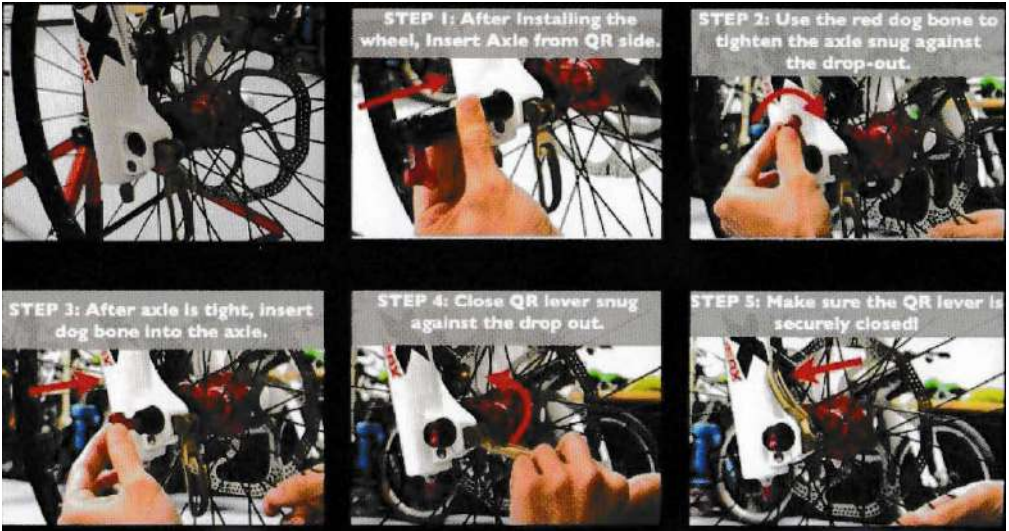 STEP 1: After Installing the
wheel, Insert Axle from QR side.
STEP 2: Use the red dog bone to
tighten the axle snug against
the drop-out.
STEP 3: After axle is tight, insert
dog bone into the axle.
STEP 4: Close QR lever snug
against the drop out.
STEP 5: Make sure the QR lever is
securely closed!